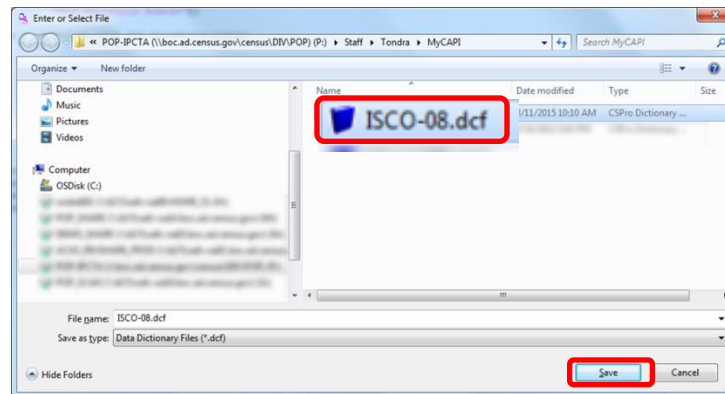 Enter or Select File
« POP-IPCTA (\\boc.ad.census.gov\census\DIV\POP) (P:) ▸ Staff ▸ Tondra ▸ MyCAPI
Search MyCAPI
Organize ▾ New folder
Documents
Music
Pictures
Videos
Computer
OSDisk (C:)
Name Date modified Type Size
ISCO-08.dcf /11/2015 10:10 AM CSPro Dictionary ...
File name: ISCO-08.dcf
Save as type: Data Dictionary Files (*.dcf)
Hide Folders Save Cancel